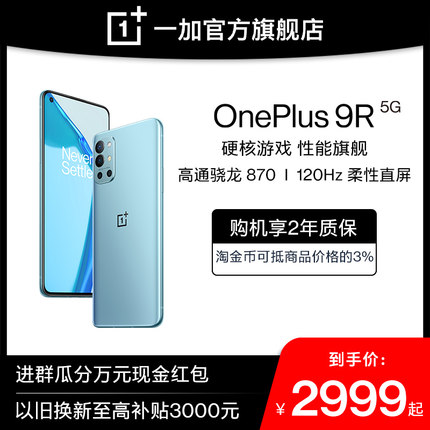 1+ 一加官方旗舰店
OnePlus 9R 5G
硬核游戏 性能旗舰
高通骁龙 870 I 120Hz 柔性直屏
Never
Settle
1+
购机享2年质保
淘金币可抵商品价格的3%
进群瓜分万元现金红包
以旧换新至高补贴3000元
到手价:
¥2999起